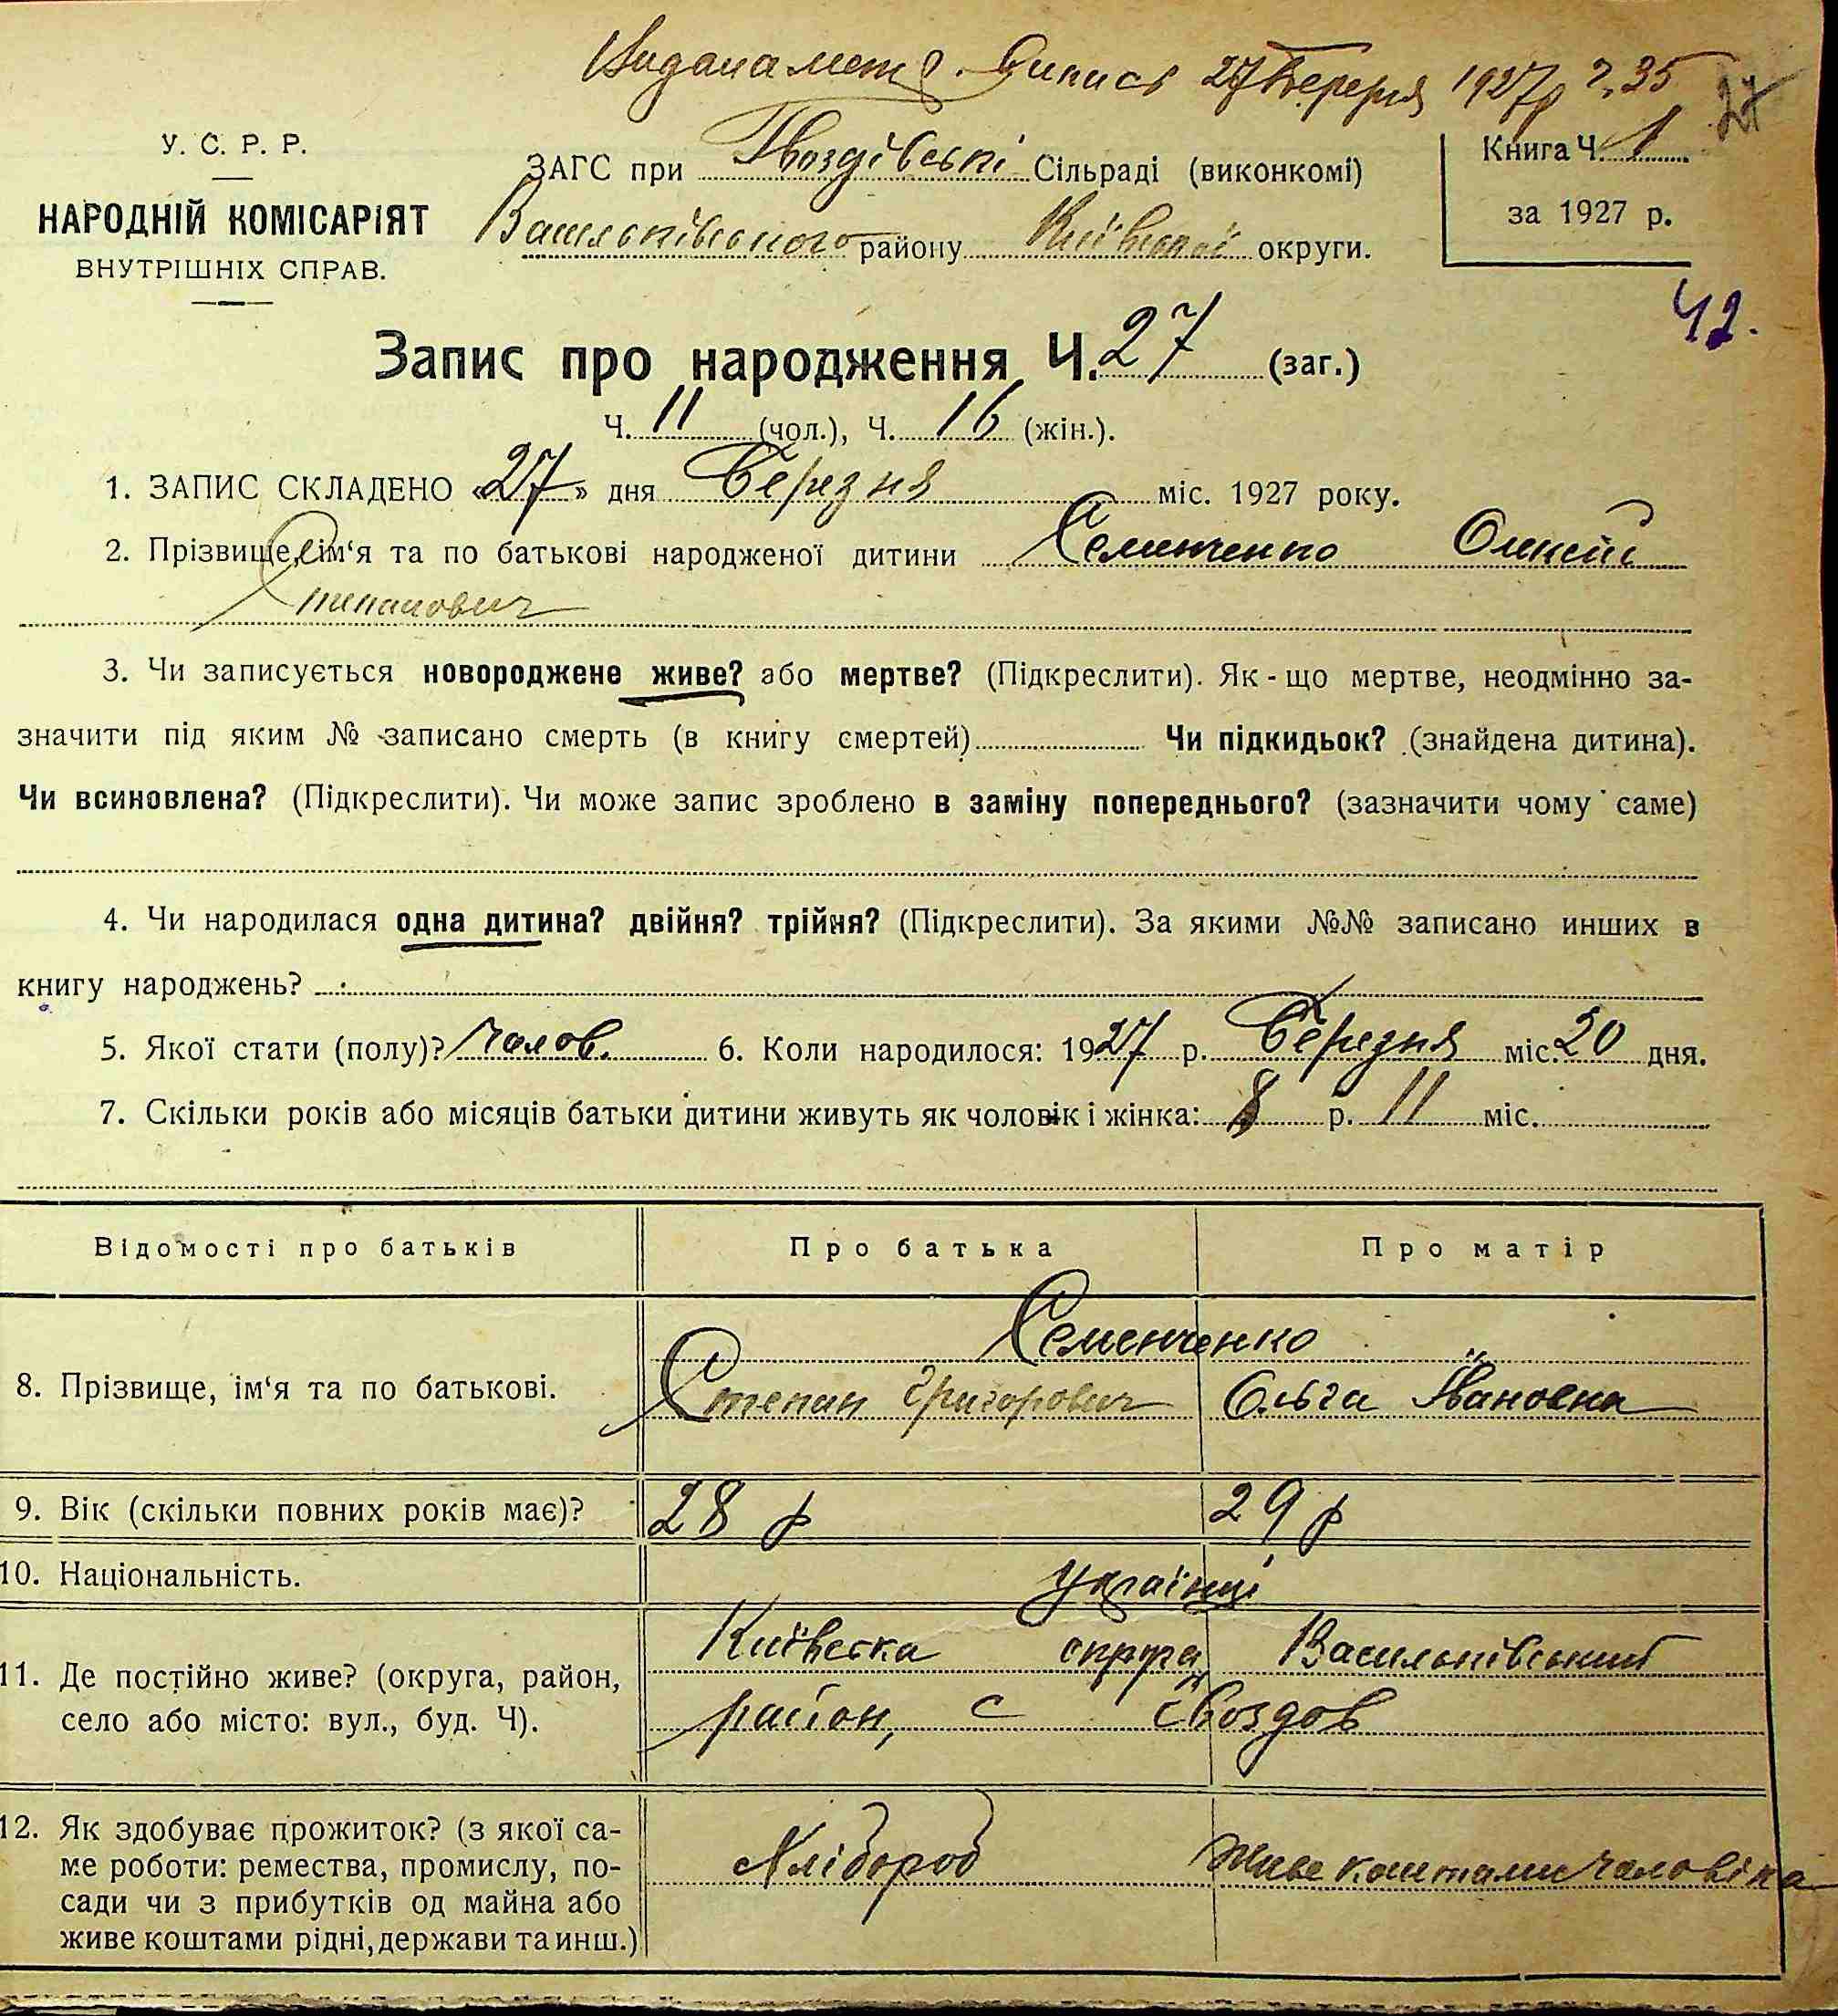 Видана метр. Випись 27 Березня 1927 р ч. 35
27
У. С. Р. Р.
НАРОДНІЙ КОМІСАРІЯТ
ВНУТРІШНІХ СПРАВ.
ЗАГС при Гвоздівські Сільраді (виконкомі)
Васильківського району Київської округи.
Книга Ч. 1
за 1927 р.
42.
Запис про народження Ч. 27 (заг.)
Ч. 11 (чол.), Ч. 16 (жін.).
1. ЗАПИС СКЛАДЕНО «27» дня Березня міс. 1927 року.
2. Прізвище, ім‘я та по батькові народженої дитини Семенченко Олексій
Степанович
3. Чи записується новороджене живе? або мертве? (Підкреслити). Як-що мертве, неодмінно за-
значити під яким № записано смерть (в книгу смертей) Чи підкидьок? (знайдена дитина).
Чи всиновлена? (Підкреслити). Чи може запис зроблено в заміну попереднього? (зазначити чому саме)
4. Чи народилася одна дитина? двійня? трійня? (Підкреслити). За якими №№ записано инших в
книгу народжень?
5. Якої стати (полу)? чолов. 6. Коли народилося: 1927 р. Березня міс. 20 дня.
7. Скільки років або місяців батьки дитини живуть як чоловік і жінка: 8 р. 11 міс.
Відомості про батьків Про батька Про матір
Семенченко "
8. Прізвище, ім‘я та по батькові. Степан Григорович Ольга Івановна
9. Вік (скільки повних років має)? 28 р 29 р
10. Національність. Українці
Київська округа Васильківський
11. Де постійно живе? (округа, район,
село або місто: вул., буд. Ч). район, с Гвоздов
12. Як здобуває прожиток? (з якої са-
ме роботи: ремества, промислу, по- Хлібороб Живе коштами чоловіка
сади чи з прибутків од майна або
живе коштами рідні, держави та инш.)